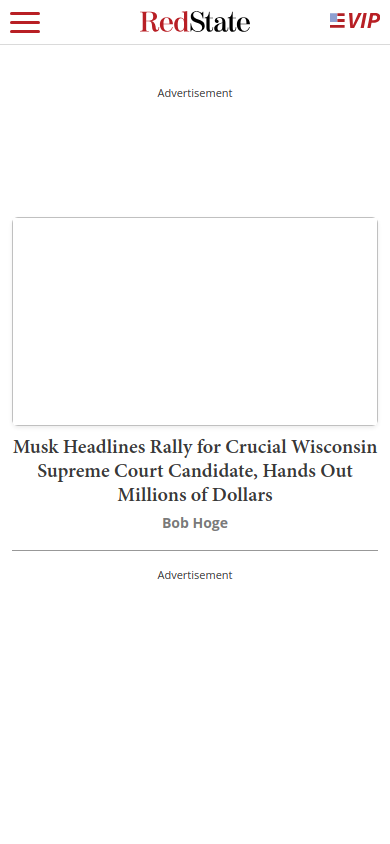 RedState
VIP
Advertisement
Musk Headlines Rally for Crucial Wisconsin
Supreme Court Candidate, Hands Out
Millions of Dollars
Bob Hoge
Advertisement